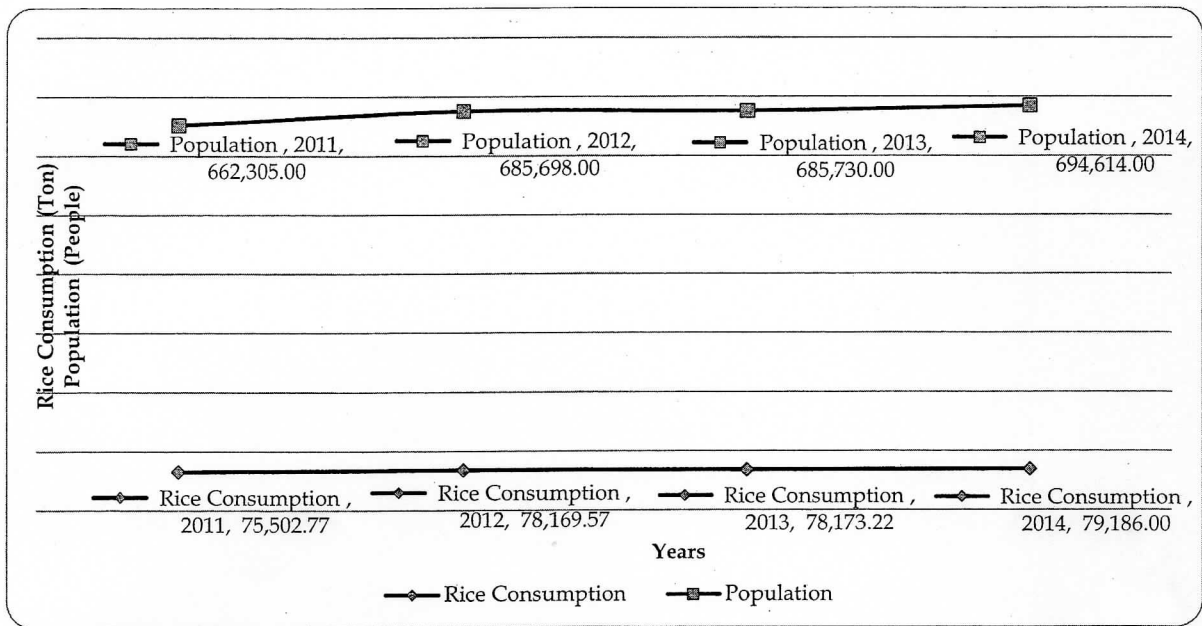 Rice Consumption (Ton)
Population (People)
Population , 2011,
662,305.00
Population , 2012,
685,698.00
Population , 2013,
685,730.00
Population , 2014,
694,614.00
Rice Consumption ,
2011, 75,502.77
Rice Consumption ,
2012, 78,169.57
Rice Consumption ,
2013, 78,173.22
Rice Consumption ,
2014, 79,186.00
Years
Rice Consumption
Population